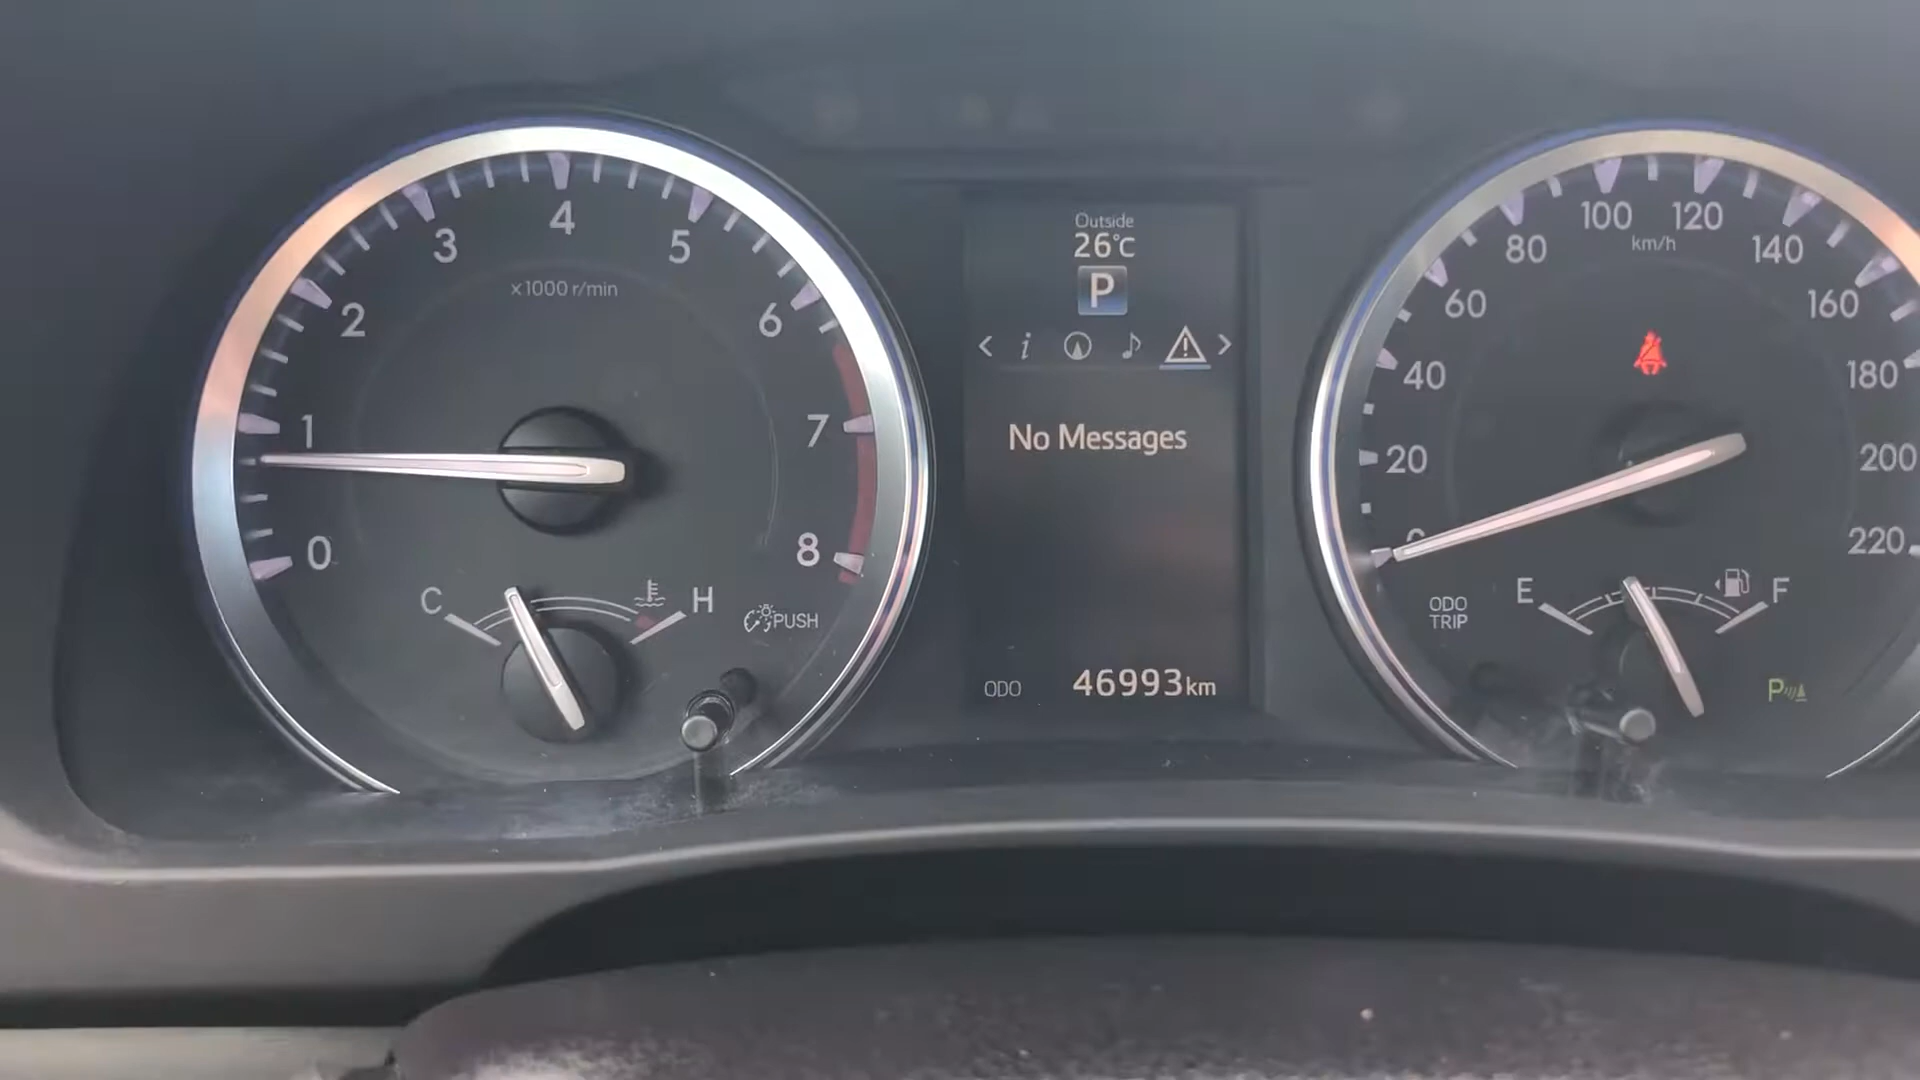 0
1
2
3
4
5
6
7
8
x1000 r/min
C
H
PUSH
Outside
26°C
P
< i >
No Messages
ODO 46993km
0
20
40
60
80
100
120
140
160
180
200
220
km/h
ODO
TRIP
E
F
P